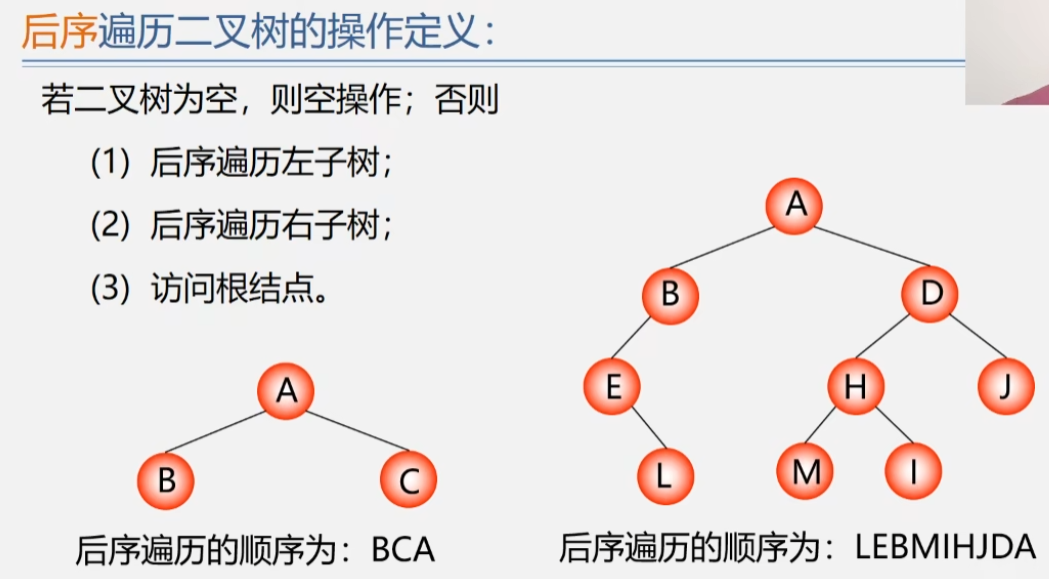 后序遍历二叉树的操作定义：
若二叉树为空，则空操作；否则
(1) 后序遍历左子树；
(2) 后序遍历右子树；
(3) 访问根结点。
A
B C
后序遍历的顺序为：BCA
A
B D
E H J
L M I
后序遍历的顺序为：LEBMIHJDA